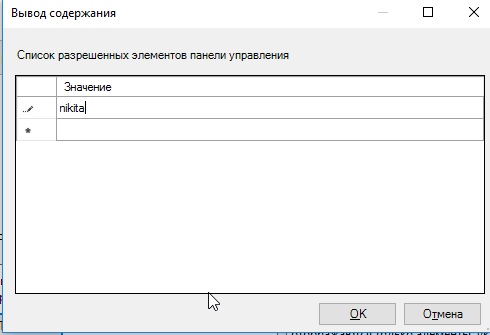 Вывод содержания
Список разрешенных элементов панели управления
Значение
nikita
OK
Отмена